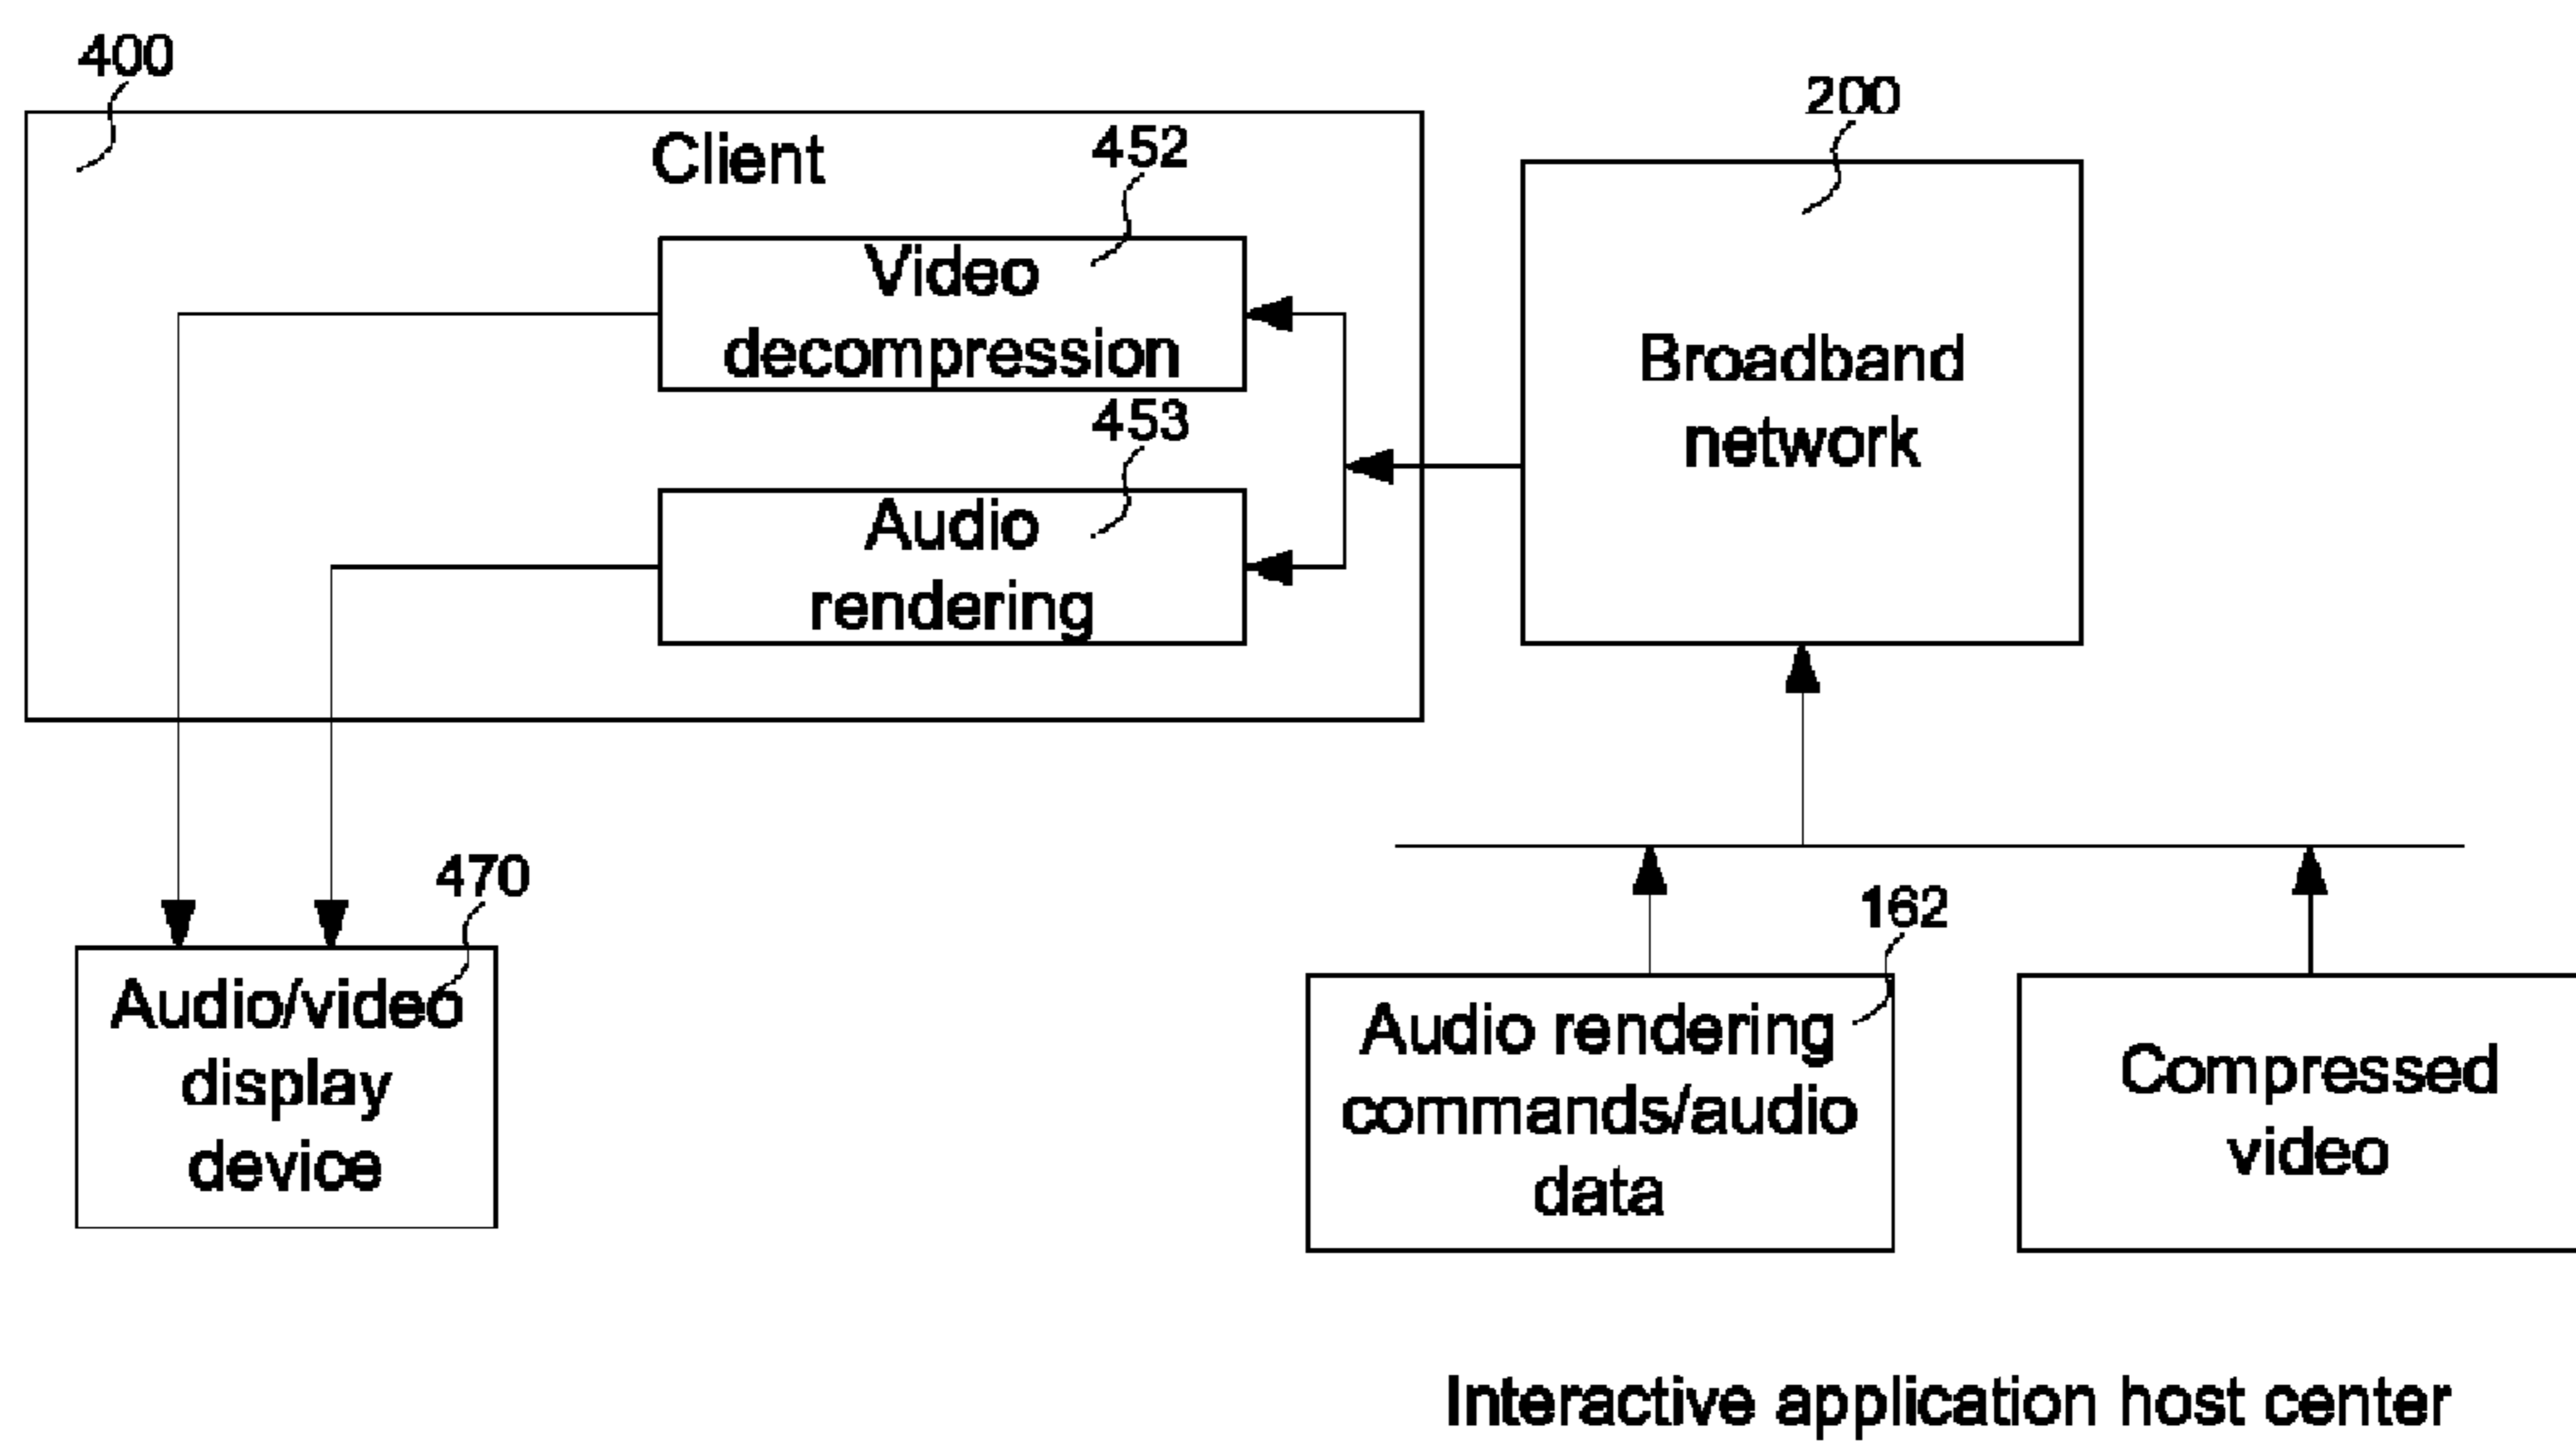 400
200
Client
452
Video
decompression
453
Audio
rendering
Broadband
network
470
Audio/video
display
device
162
Audio rendering
commands/audio
data
Compressed
video
Interactive application host center